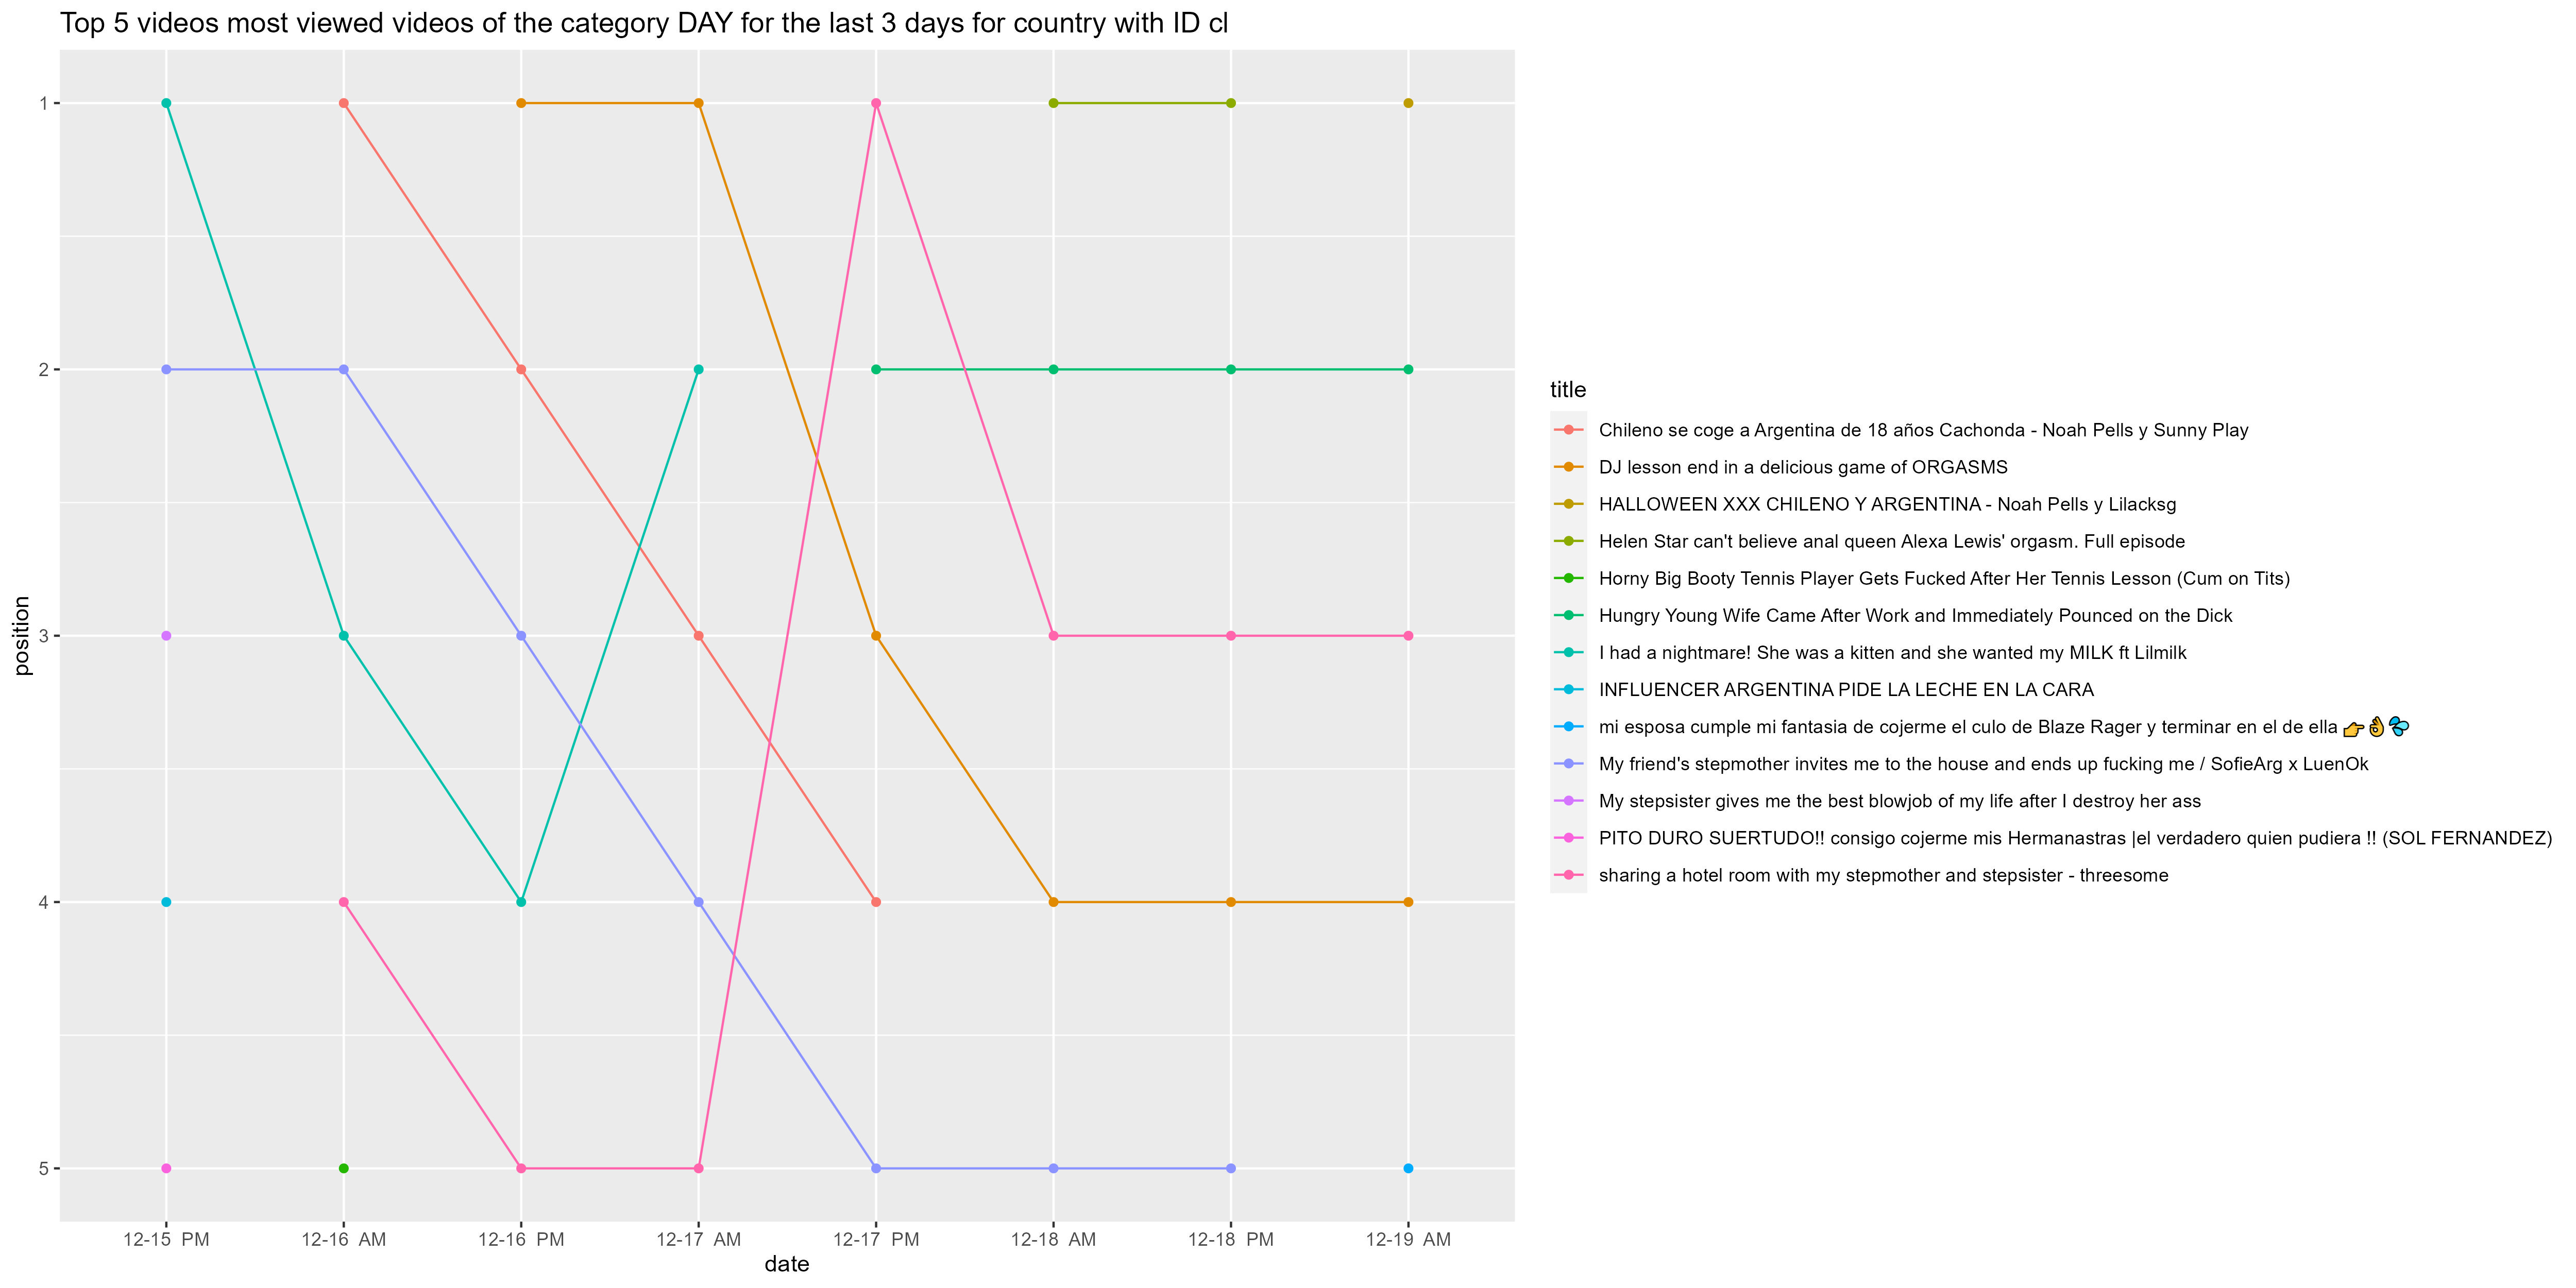 Top 5 videos most viewed videos of the category DAY for the last 3 days for country with ID cl
1
2
3
4
5
position
12-15 PM
12-16 AM
12-16 PM
12-17 AM
12-17 PM
12-18 AM
12-18 PM
12-19 AM
date
title
Chileno se coge a Argentina de 18 años Cachonda - Noah Pells y Sunny Play
DJ lesson end in a delicious game of ORGASMS
HALLOWEEN XXX CHILENO Y ARGENTINA - Noah Pells y Lilacksg
Helen Star can't believe anal queen Alexa Lewis' orgasm. Full episode
Horny Big Booty Tennis Player Gets Fucked After Her Tennis Lesson (Cum on Tits)
Hungry Young Wife Came After Work and Immediately Pounced on the Dick
I had a nightmare! She was a kitten and she wanted my MILK ft Lilmilk
INFLUENCER ARGENTINA PIDE LA LECHE EN LA CARA
mi esposa cumple mi fantasia de cojerme el culo de Blaze Rager y terminar en el de ella 👉👌💦
My friend's stepmother invites me to the house and ends up fucking me / SofieArg x LuenOk
My stepsister gives me the best blowjob of my life after I destroy her ass
PITO DURO SUERTUDO!! consigo cojerme mis Hermanastras |el verdadero quien pudiera !! (SOL FERNANDEZ)
sharing a hotel room with my stepmother and stepsister - threesome